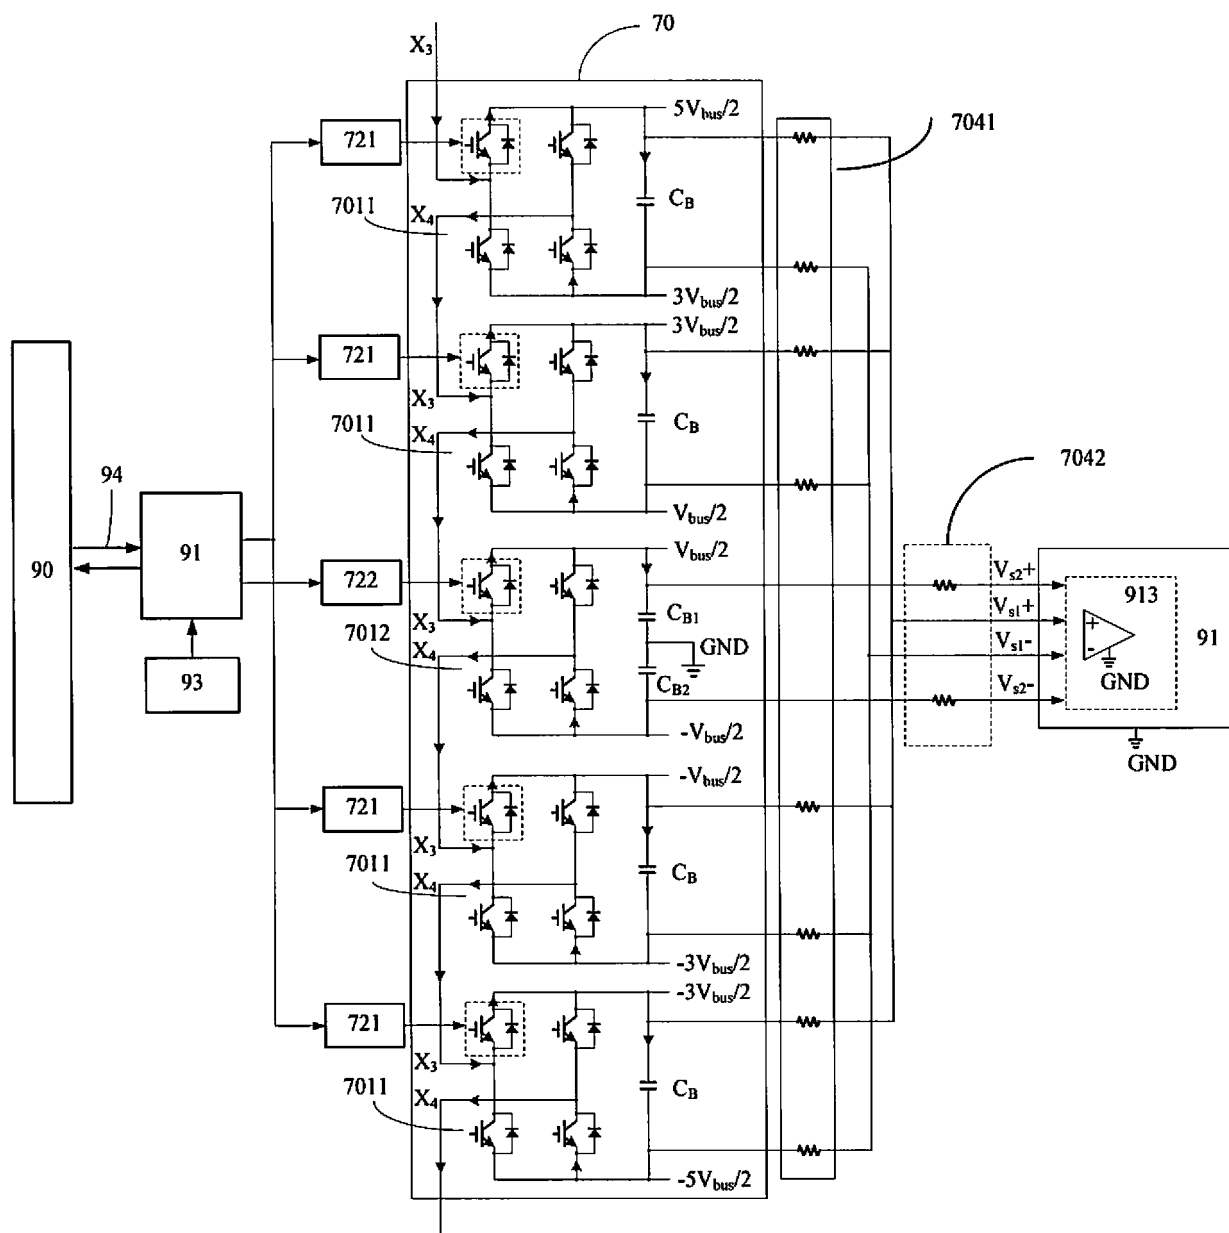 70
X3
5Vbus/2
7041
721
CB
7011
X4
3Vbus/2
3Vbus/2
721
X3
CB
7011
X4
7042
94
Vbus/2
Vbus/2
90
91
722
Vs2+
913
CB1
Vs1+
+
X3
7012
GND
91
X4
Vs1-
-
93
CB2
GND
Vs2-
-Vbus/2
GND
-Vbus/2
721
X3
7011
CB
X4
-3Vbus/2
-3Vbus/2
721
X3
CB
7011
X4
-5Vbus/2